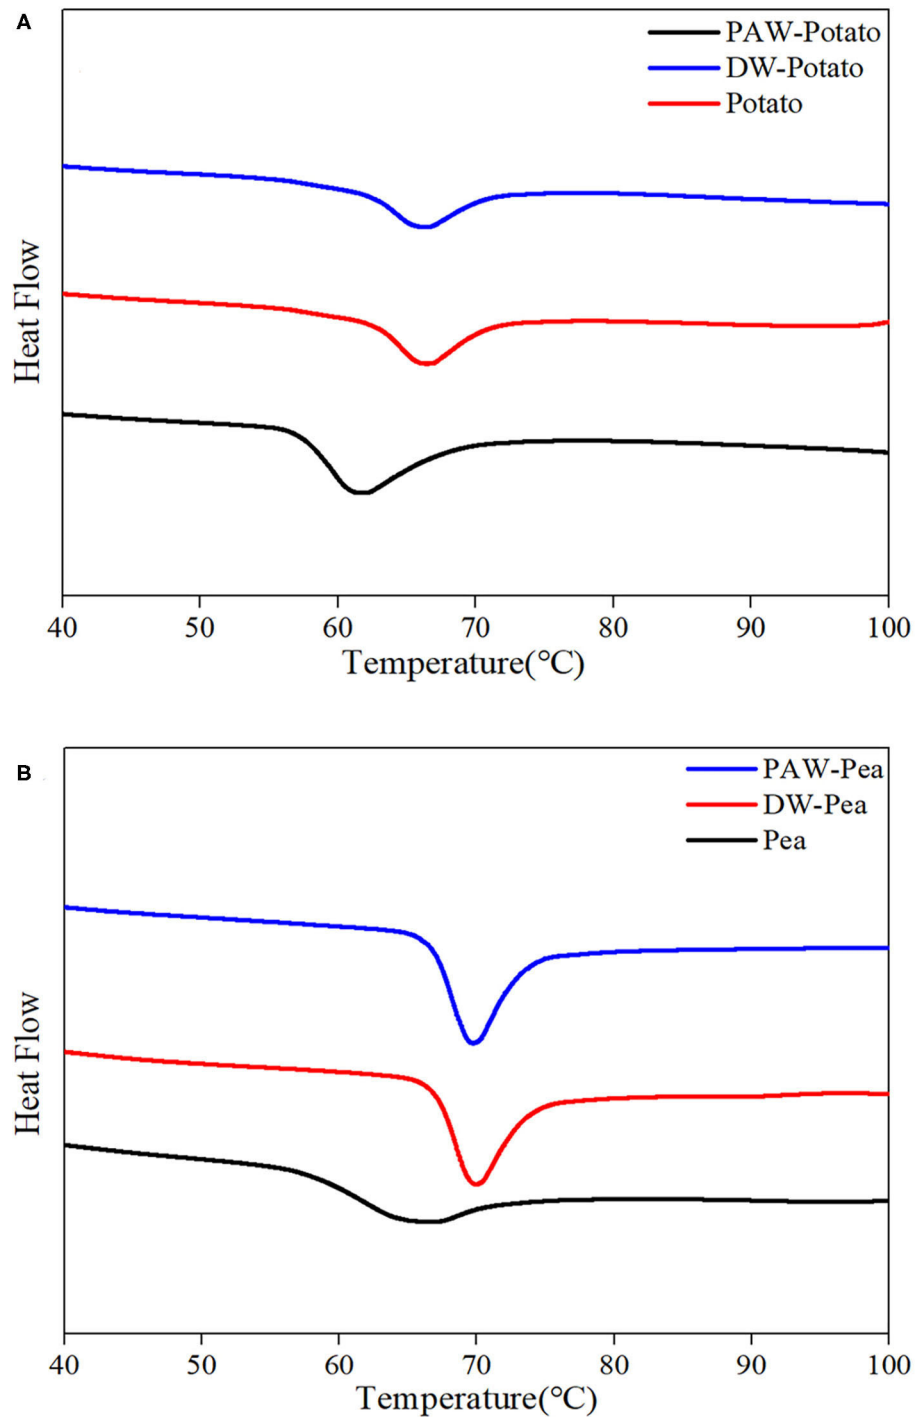 A
PAW-Potato
DW-Potato
Potato
Heat Flow
40 50 60 70 80 90 100
Temperature(°C)
B
PAW-Pea
DW-Pea
Pea
Heat Flow
40 50 60 70 80 90 100
Temperature(°C)